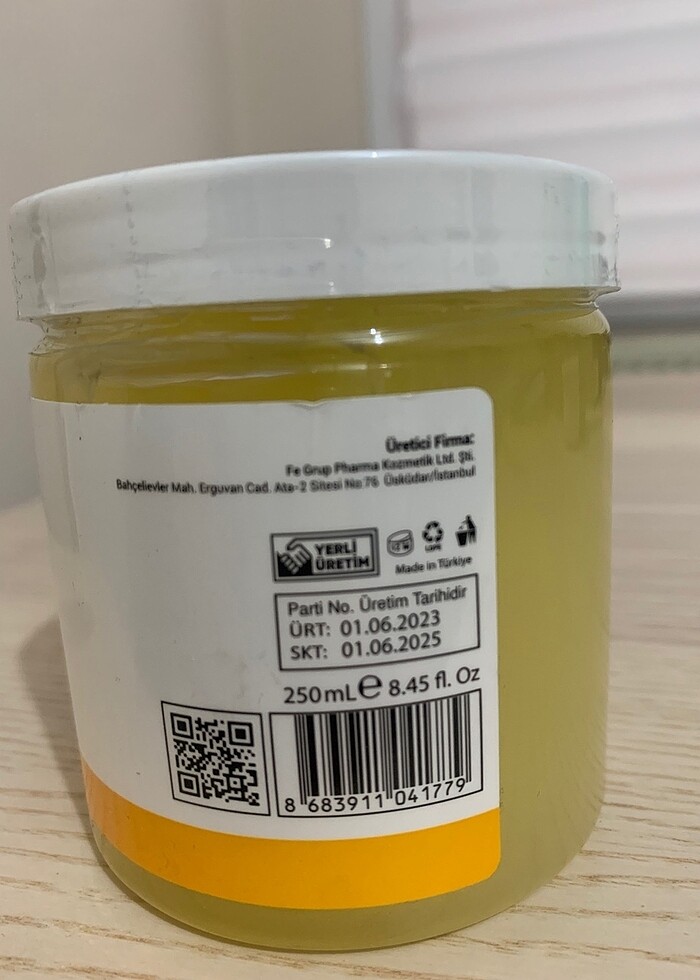 Üretici Firma:
Fe Grup Pharma Kozmetik Ltd. Şti.
Bahçelievler Mah. Erguvan Cad. Ata-2 Sitesi No:76 Üsküdar/İstanbul
YERLİ
ÜRETİM
Made in Türkiye
Parti No. Üretim Tarihidir
ÜRT: 01.06.2023
SKT: 01.06.2025
250mL e 8.45 fl. Oz
8 683911 041779